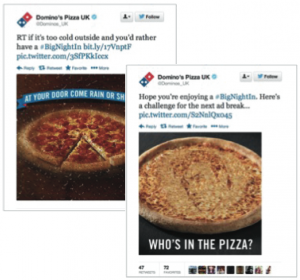 Domino's Pizza UK
@Dominos_UK
Follow
RT if it's too cold outside and you'd rather
have a #BigNightIn bit.ly/17VnptF
pic.twitter.com/3SfFKkIccx
Reply Retweet Favorite More
AT YOUR DOOR COME RAIN OR SH
Domino's Pizza UK
@Dominos_UK
Follow
Hope you're enjoying a #BigNightIn. Here's
a challenge for the next ad break...
pic.twitter.com/S2NnlQx045
Reply Retweet Favorite More
WHO'S IN THE PIZZA?
47 72
RETWEETS FAVORITES